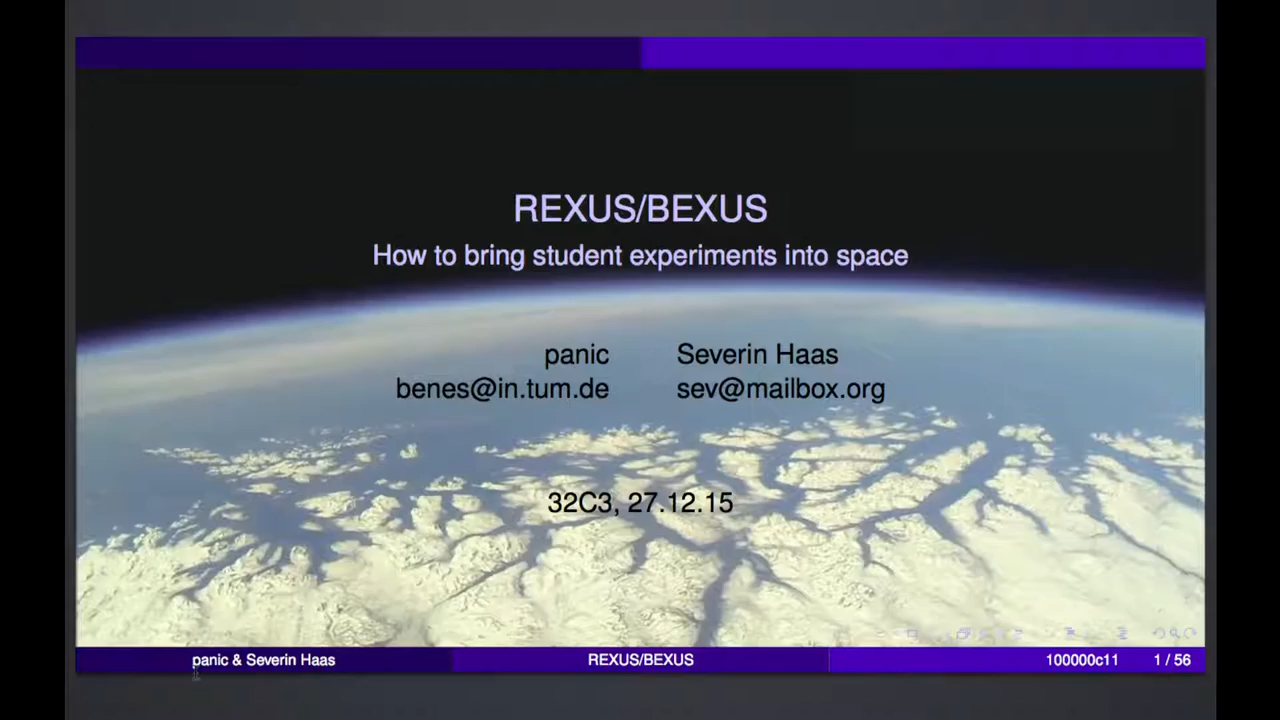 REXUS/BEXUS
How to bring student experiments into space
panic Severin Haas
benes@in.tum.de sev@mailbox.org
32C3, 27.12.15
panic & Severin Haas REXUS/BEXUS 100000c11 1 / 56